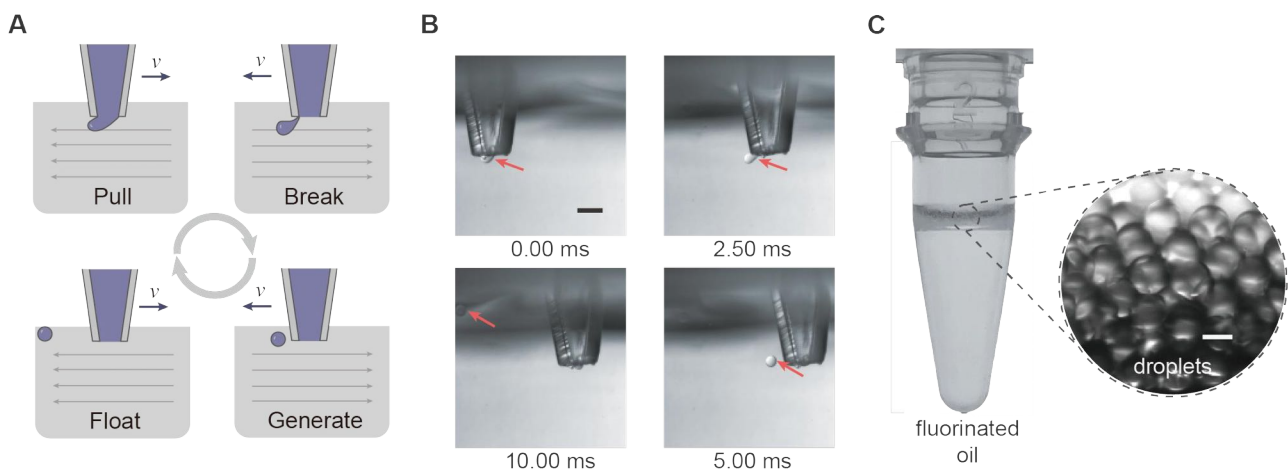 A
v
v
Pull
Break
v
v
Float
Generate
B
0.00 ms
2.50 ms
10.00 ms
5.00 ms
C
droplets
fluorinated
oil